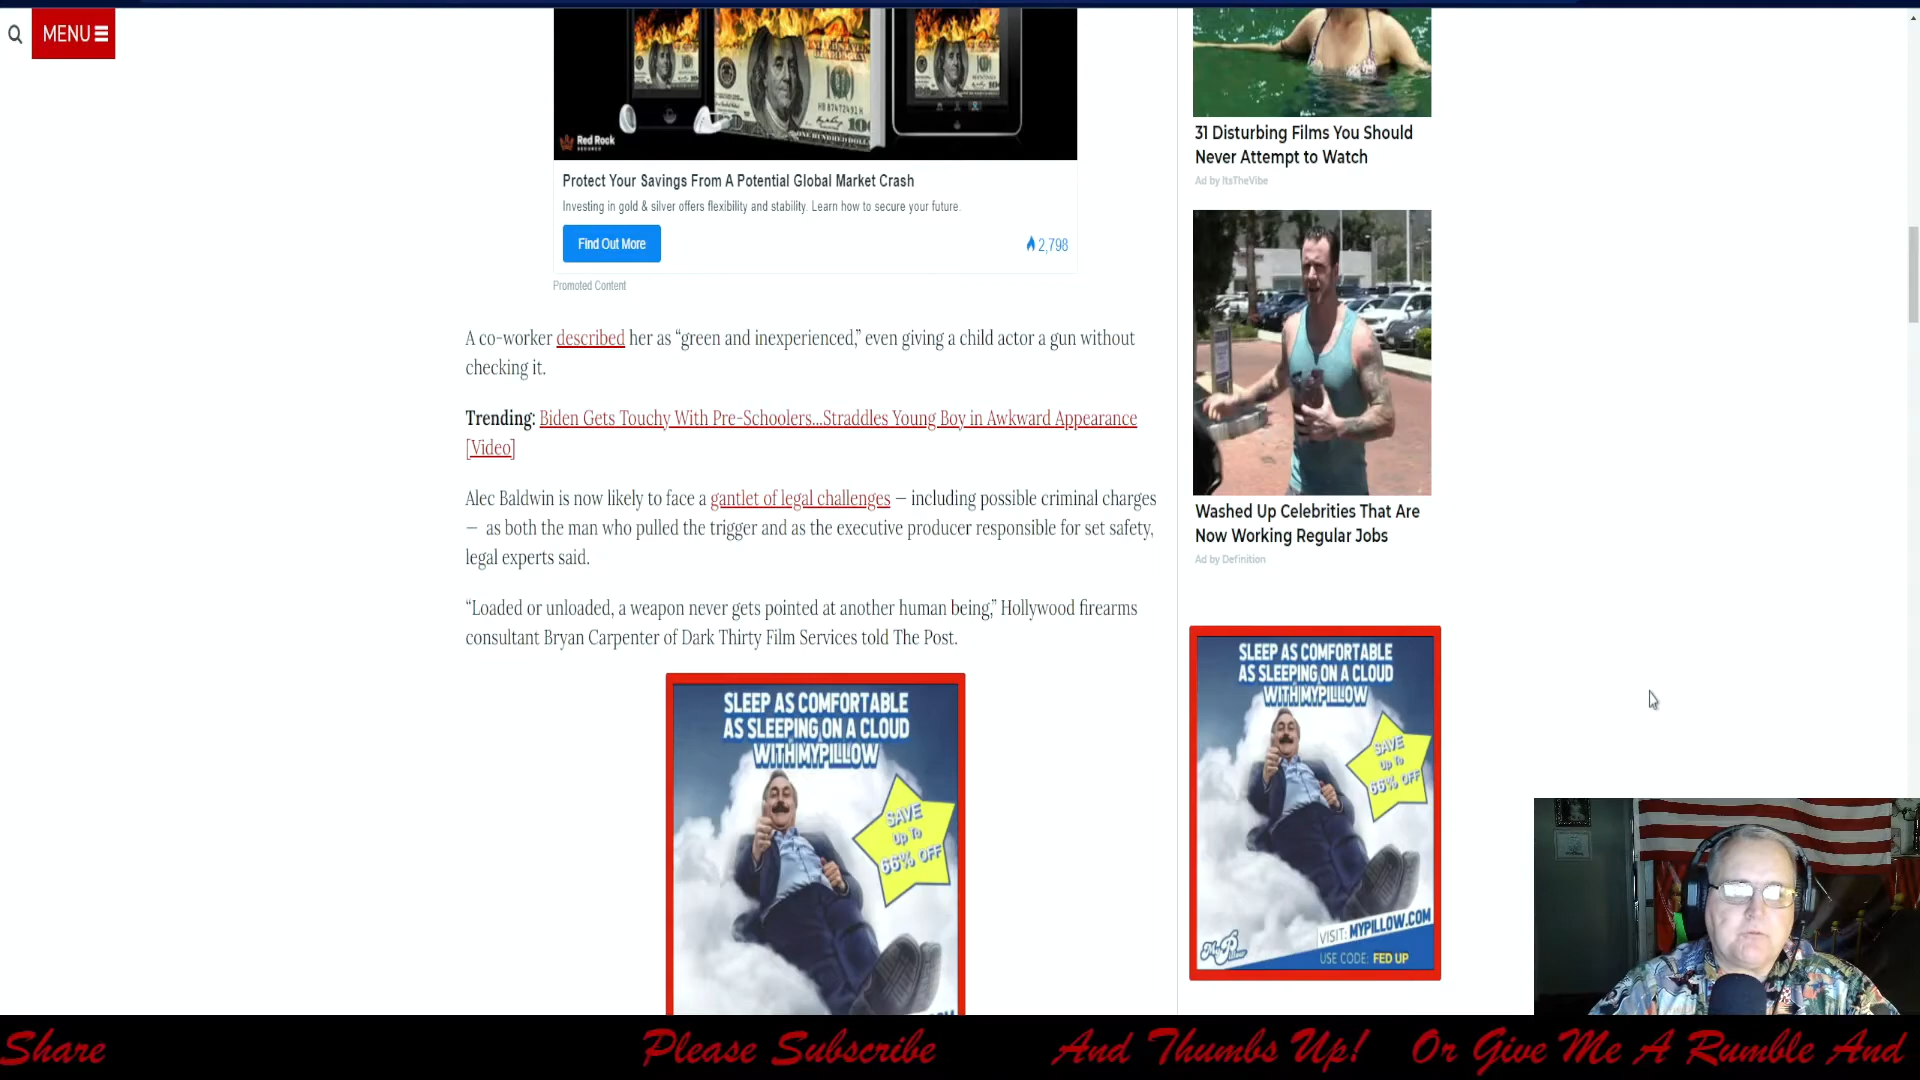 MENU
Red Rock
Protect Your Savings From A Potential Global Market Crash
Investing in gold & silver offers flexibility and stability. Learn how to secure your future.
Find Out More
2,798
Promoted Content
A co-worker described her as “green and inexperienced,” even giving a child actor a gun without
checking it.
Trending: Biden Gets Touchy With Pre-Schoolers...Straddles Young Boy in Awkward Appearance
[Video]
Alec Baldwin is now likely to face a gantlet of legal challenges — including possible criminal charges
— as both the man who pulled the trigger and as the executive producer responsible for set safety,
legal experts said.
“Loaded or unloaded, a weapon never gets pointed at another human being,” Hollywood firearms
consultant Bryan Carpenter of Dark Thirty Film Services told The Post.
SLEEP AS COMFORTABLE
AS SLEEPING ON A CLOUD
WITH MYPILLOW
SAVE
Up To
66% OFF
31 Disturbing Films You Should
Never Attempt to Watch
Ad by ItsTheVibe
Washed Up Celebrities That Are
Now Working Regular Jobs
Ad by Definition
SLEEP AS COMFORTABLE
AS SLEEPING ON A CLOUD
WITH MYPILLOW
SAVE
Up To
66% OFF
MyPillow
VISIT: MYPILLOW.COM
USE CODE: FED UP
Share Please Subscribe And Thumbs Up! Or Give Me A Rumble And